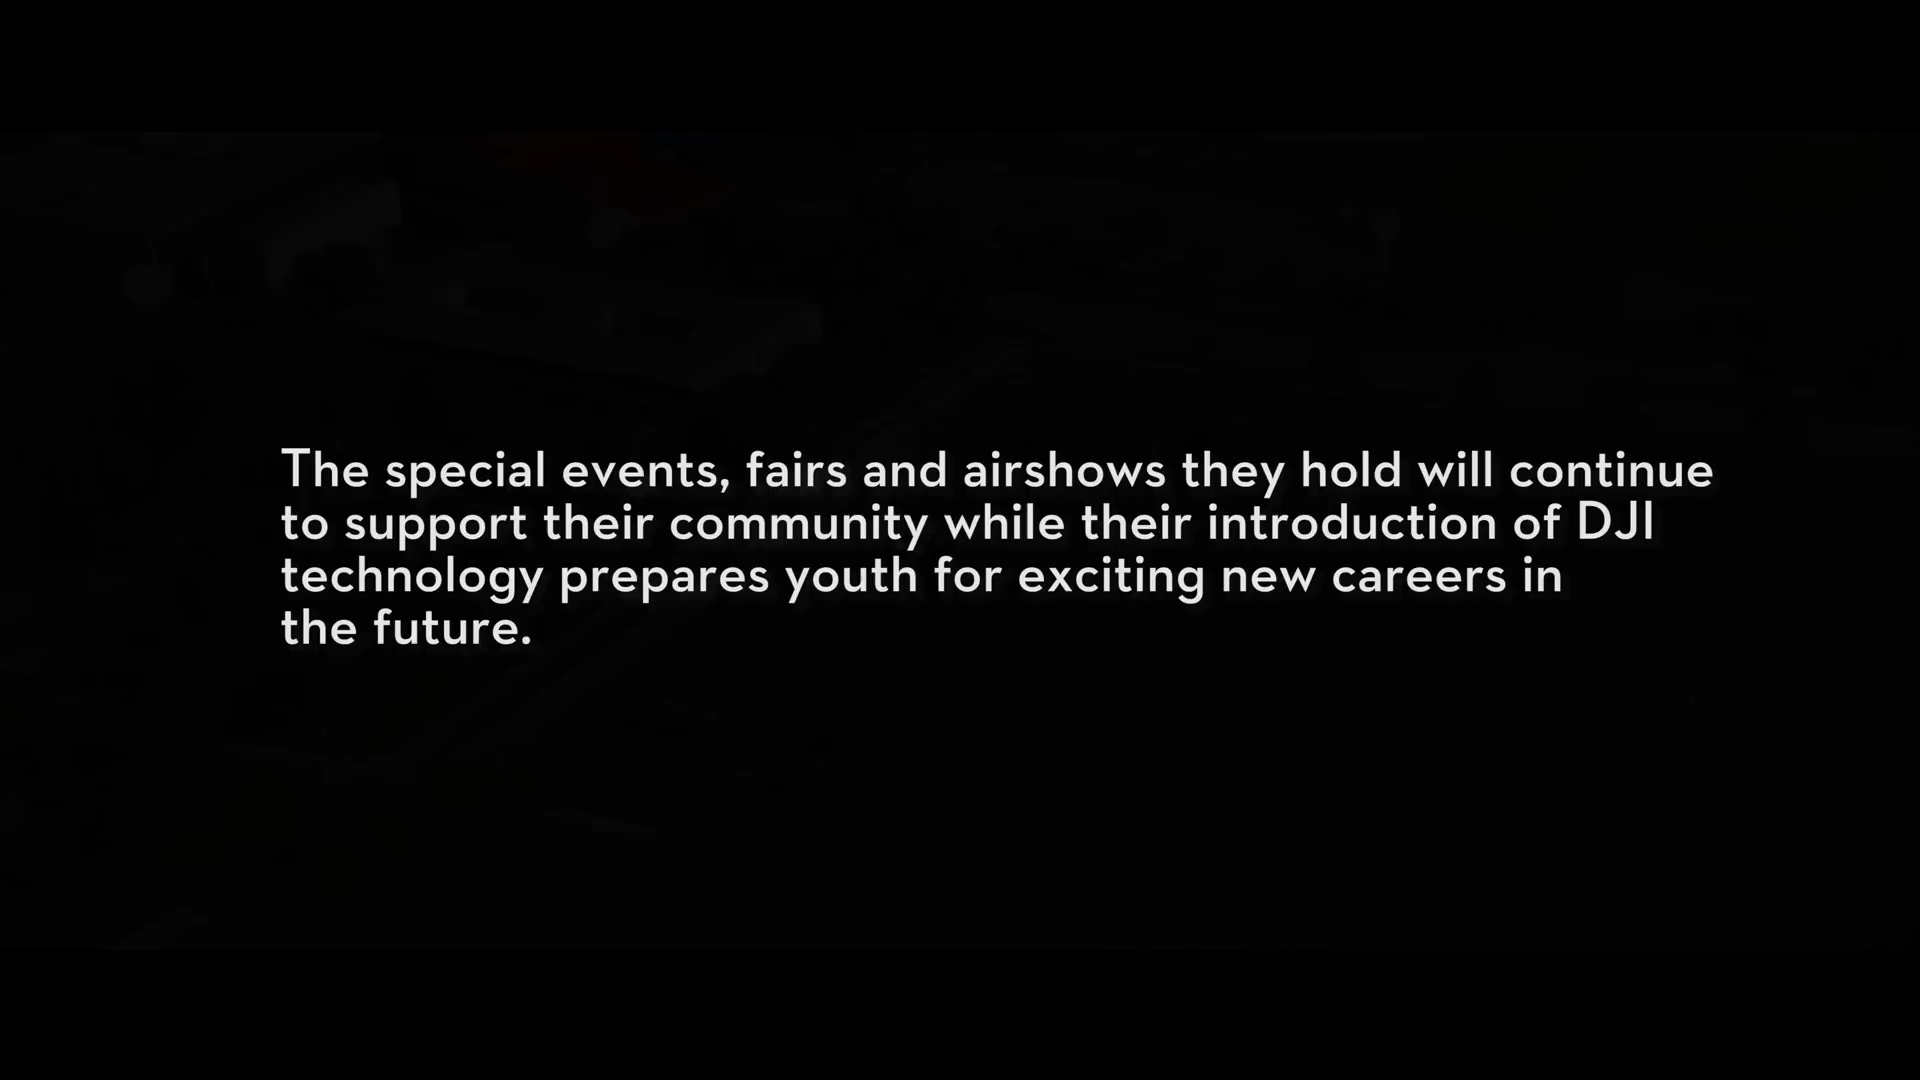 The special events, fairs and airshows they hold will continue
to support their community while their introduction of DJI
technology prepares youth for exciting new careers in
the future.